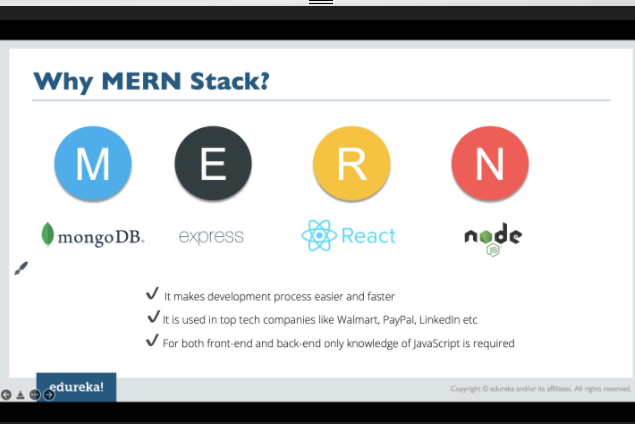 Why MERN Stack?
M E R N
mongoDB. express React node
JS
It makes development process easier and faster
It is used in top tech companies like Walmart, PayPal, LinkedIn etc
For both front-end and back-end only knowledge of JavaScript is required
edureka!
Copyright © edureka and/or its affiliates. All rights reserved.